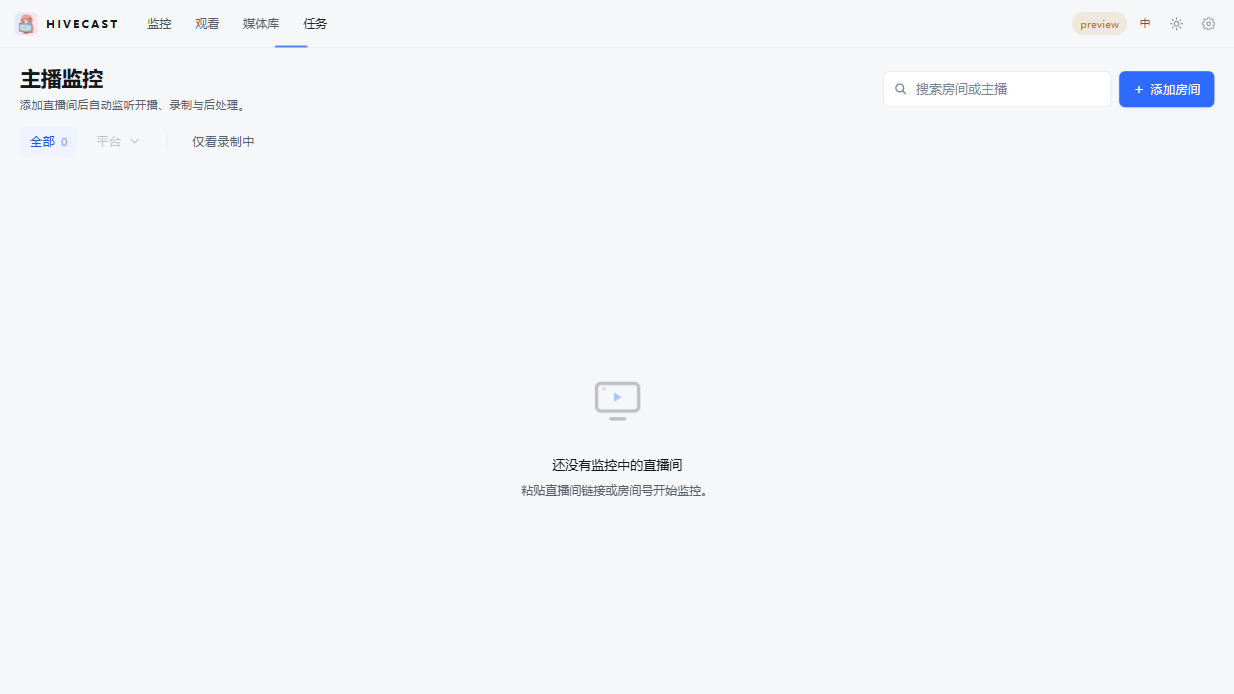 HIVECAST 监控 观看 媒体库 任务 preview 中
主播监控
添加直播间后自动监听开播、录制与后处理。
搜索房间或主播
+ 添加房间
全部 0 平台 仅看录制中
还没有监控中的直播间
粘贴直播间链接或房间号开始监控。